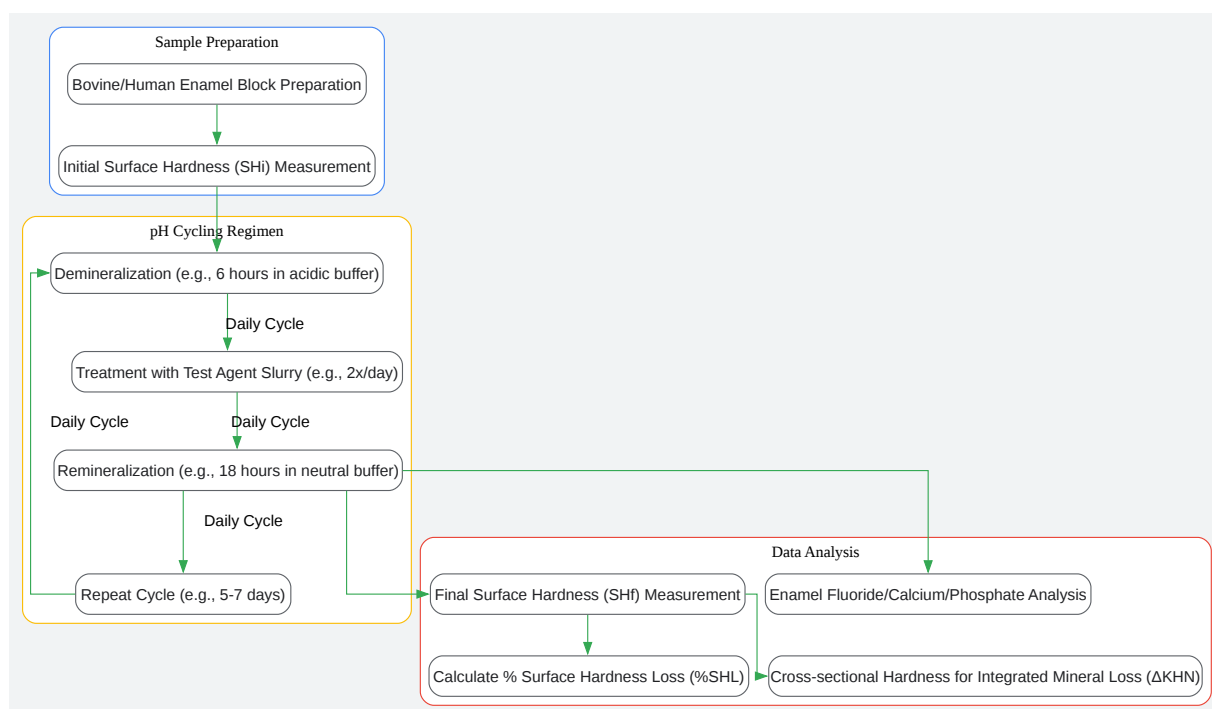 Sample Preparation
Bovine/Human Enamel Block Preparation
Initial Surface Hardness (SHi) Measurement
pH Cycling Regimen
Demineralization (e.g., 6 hours in acidic buffer)
Daily Cycle
Treatment with Test Agent Slurry (e.g., 2x/day)
Daily Cycle
Daily Cycle
Remineralization (e.g., 18 hours in neutral buffer)
Daily Cycle
Repeat Cycle (e.g., 5-7 days)
Data Analysis
Final Surface Hardness (SHf) Measurement
Enamel Fluoride/Calcium/Phosphate Analysis
Calculate % Surface Hardness Loss (%SHL)
Cross-sectional Hardness for Integrated Mineral Loss (ΔKHN)